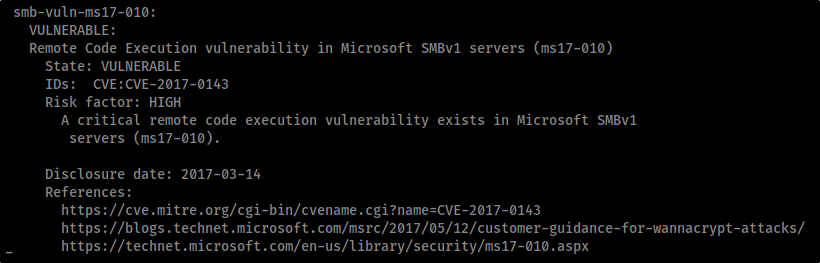 smb-vuln-ms17-010:
VULNERABLE:
Remote Code Execution vulnerability in Microsoft SMBv1 servers (ms17-010)
State: VULNERABLE
IDs:  CVE:CVE-2017-0143
Risk factor: HIGH
A critical remote code execution vulnerability exists in Microsoft SMBv1
servers (ms17-010).
Disclosure date: 2017-03-14
References:
https://cve.mitre.org/cgi-bin/cvename.cgi?name=CVE-2017-0143
https://blogs.technet.microsoft.com/msrc/2017/05/12/customer-guidance-for-wannacrypt-attacks/
_    https://technet.microsoft.com/en-us/library/security/ms17-010.aspx